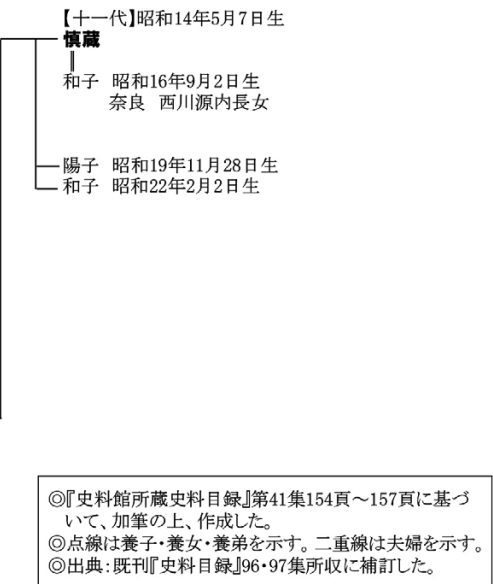 【十一代】昭和14年5月7日生
慎蔵
和子 昭和16年9月2日生
奈良 西川源内長女
陽子 昭和19年11月28日生
和子 昭和22年2月2日生
◎『史料館所蔵史料目録』第41集154頁～157頁に基づ
いて、加筆の上、作成した。
◎点線は養子・養女・養弟を示す。二重線は夫婦を示す。
◎出典：既刊『史料目録』96・97集所収に補訂した。